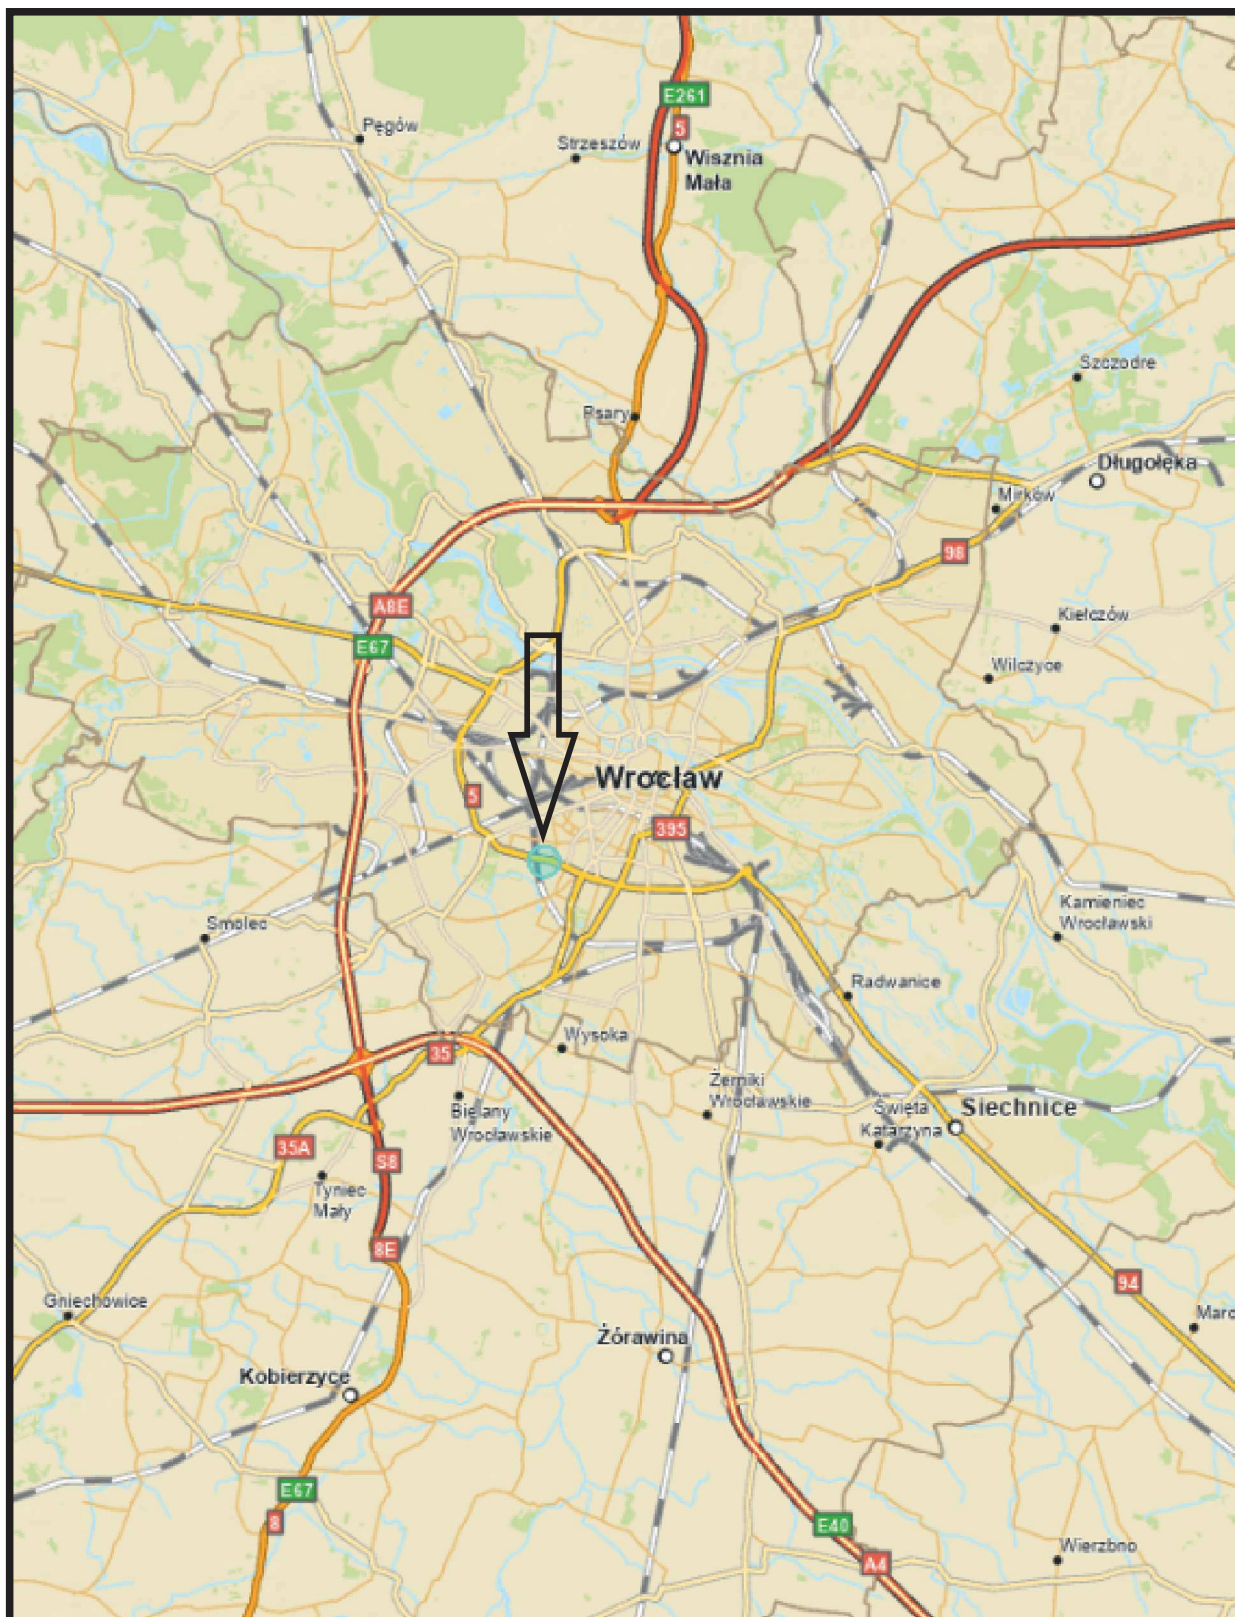 E261
Pęgów
5
Strzeszów
Wisznia
Mała
Szczodre
Psary
Długołęka
Mirków
98
A8E
Kiełczów
E67
Wilczyce
Wrocław
5
395
Kamieniec
Wrocławski
Smolec
Radwanice
Wysoka
35
Żerniki
Wrocławskie
Bielany
Wrocławskie
Święta
Katarzyna
Siechnice
35A
S8
Tyniec
Mały
8E
94
Gniechowice
Marc
Żórawina
Kobierzyce
E67
8
E40
Wierzbno
A4